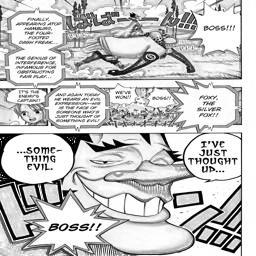 FINALLY,
APPEARING ATOP
HAMBURG,
THE FOUR-
FOOTED
DARK FREAK...
BOSS!!!
THE GENIUS OF
INTERFERENCE,
INFAMOUS FOR
OBSTRUCTING
FAIR PLAY...
IT'S THE
ENEMY'S
CAPTAIN!!
AND AGAIN TODAY
HE WEARS AN EVIL
EXPRESSION--HIS
IS THE FACE OF
SOMEONE WHO'S
JUST THOUGHT OF
SOMETHING EVIL!
WE'VE
WON!!
BOSS!!
FOXY,
THE
SILVER
FOX!!
I'VE
JUST
THOUGHT
UP...
...SOME-
THING
EVIL.
BOSS!!